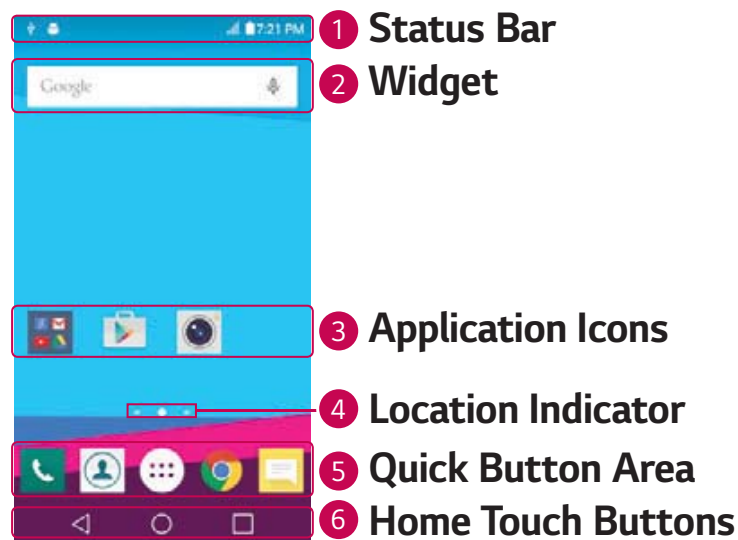 7:21 PM
1 Status Bar
Google
2 Widget
3 Application Icons
4 Location Indicator
5 Quick Button Area
6 Home Touch Buttons